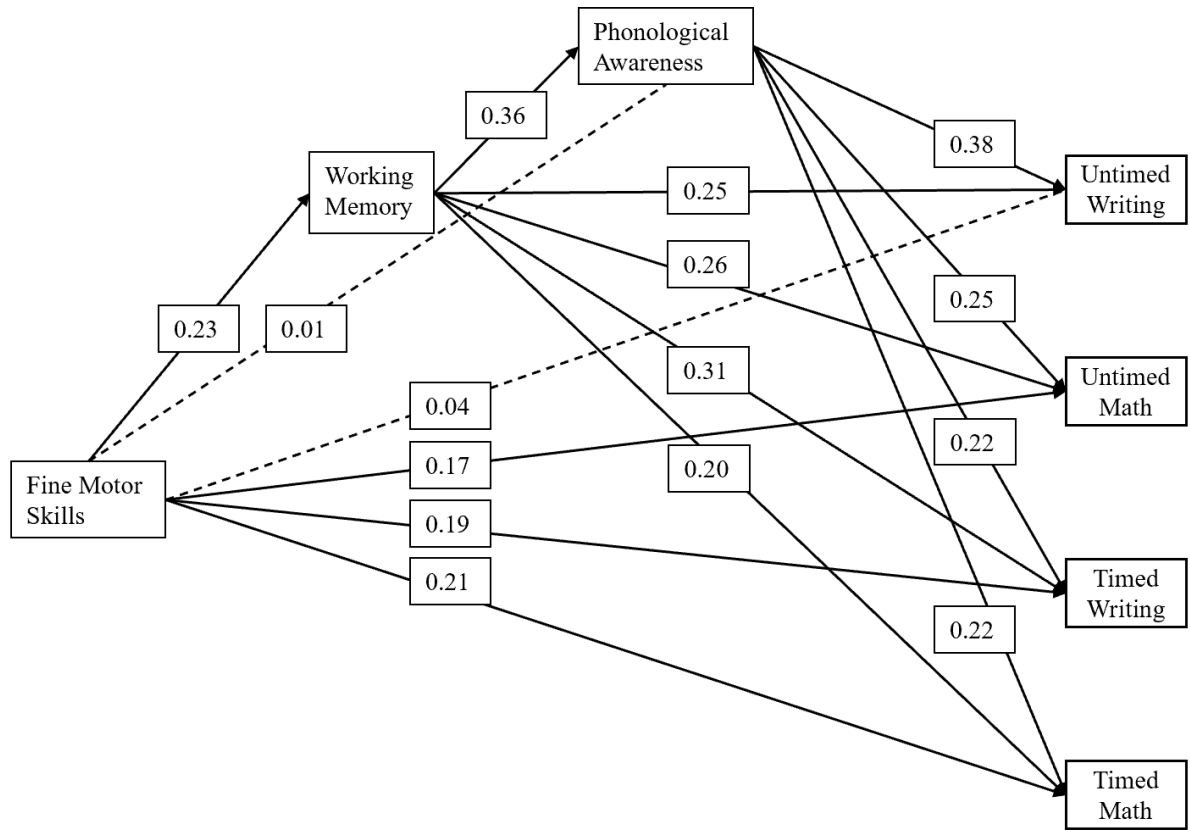 Phonological
Awareness
0.36
0.38
Working
Memory
0.25
Untimed
Writing
0.26
0.23
0.01
0.25
0.31
Untimed
Math
0.04
0.17
0.22
0.20
Fine Motor
Skills
0.19
0.21
Timed
Writing
0.22
Timed
Math